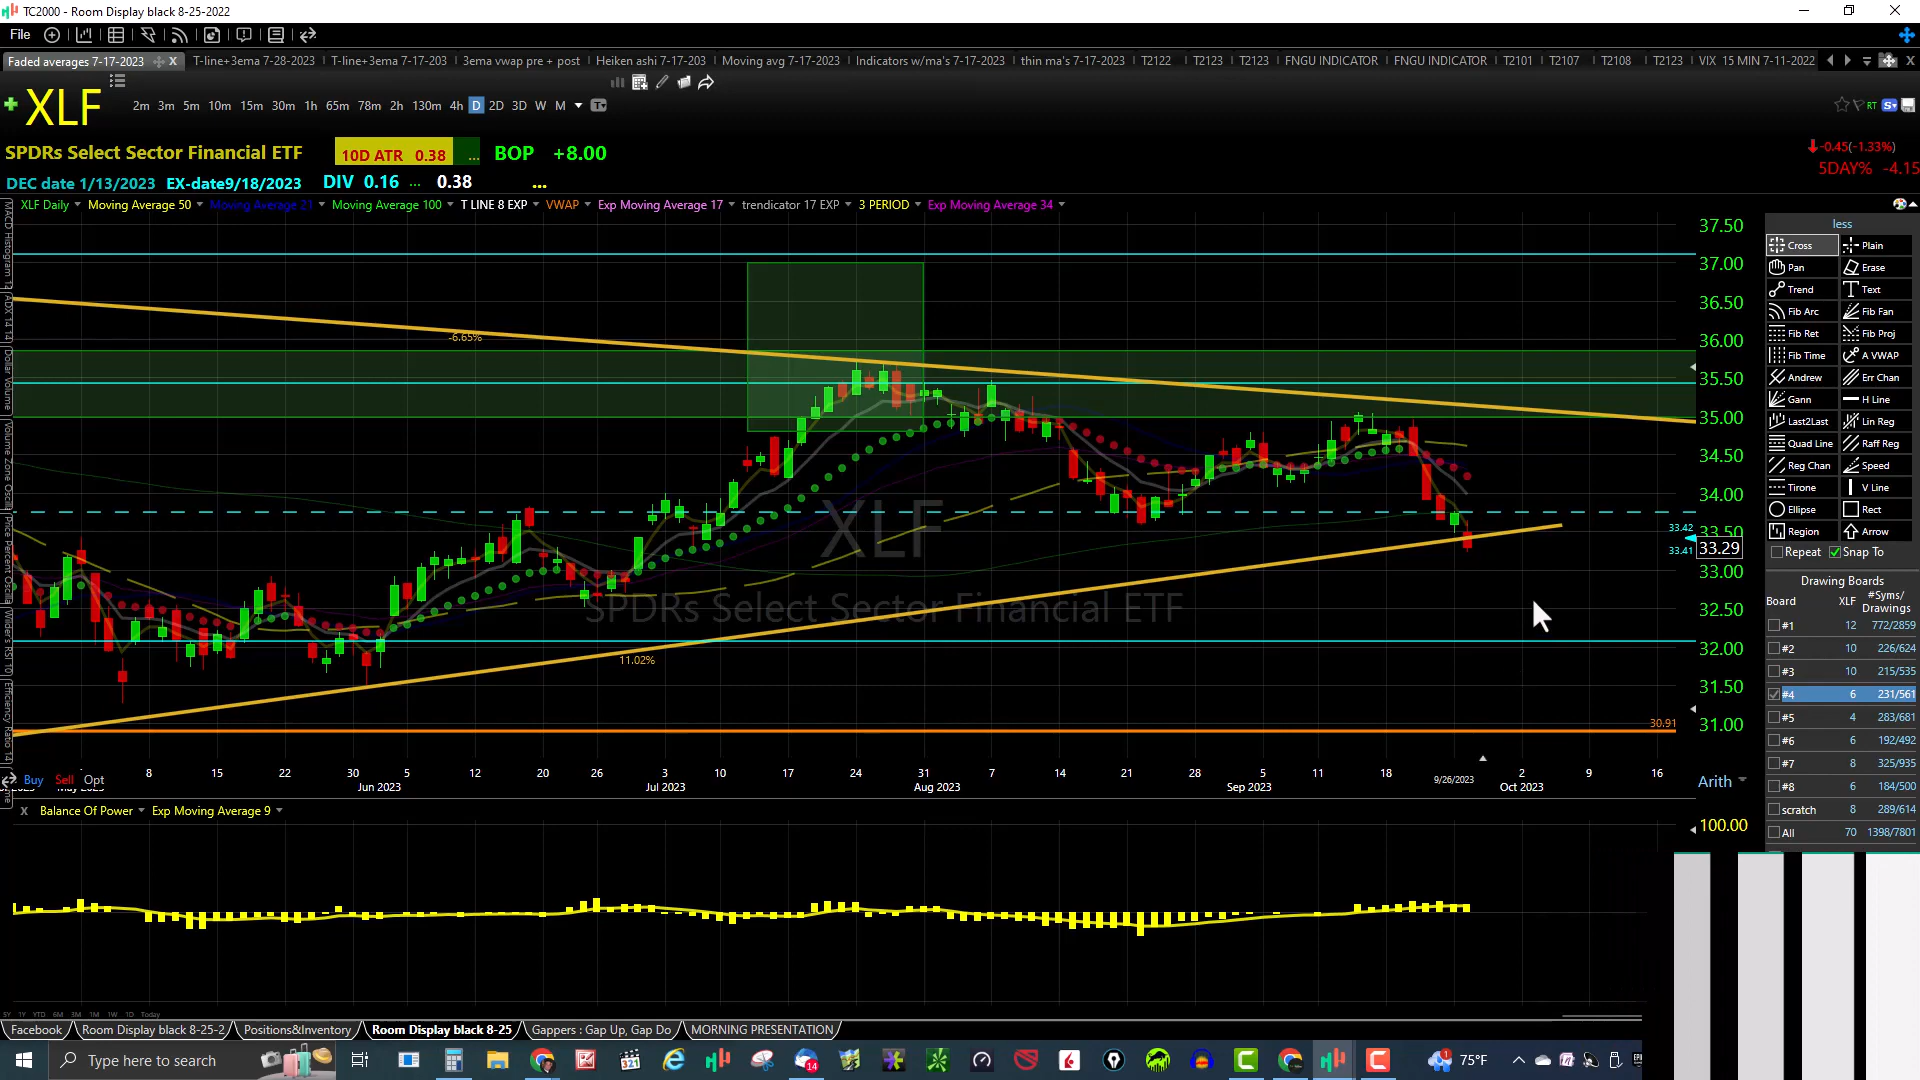 TC2000 - Room Display black 8-25-2022
File
Faded averages 7-17-2023 X T-line+3ema 7-28-2023 T-line+3ema 7-17-203 3ema vwap pre + post Heiken ashi 7-17-203 Moving avg 7-17-2023 Indicators w/ma's 7-17-2023 thin ma's 7-17-2023 T2122 T2123 T2123 FNGU INDICATOR FNGU INDICATOR T2101 T2107 T2108 T2123 VIX 15 MIN 7-11-2022 X
XLF 2m 3m 5m 10m 15m 30m 1h 65m 78m 2h 130m 4h D 2D 3D W M
RT
SPDRs Select Sector Financial ETF 10D ATR 0.38 ... BOP +8.00 -0.45(-1.33%)
5DAY% -4.15
DEC date 1/13/2023 EX-date9/18/2023 DIV 0.16 ... 0.38 ...
XLF Daily Moving Average 50 Moving Average 21 Moving Average 100 T LINE 8 EXP VWAP Exp Moving Average 17 trendicator 17 EXP 3 PERIOD Exp Moving Average 34
37.50
37.00
36.50
36.00
35.50
35.00
34.50
34.00
33.50
33.00
32.50
32.00
31.50
31.00
33.42
33.41
33.29
-6.65%
XLF
SPDRs Select Sector Financial ETF
11.02%
30.91
less
Cross Plain
Pan Erase
Trend Text
Fib Arc Fib Fan
Fib Ret Fib Proj
Fib Time A VWAP
Andrew Err Chan
Gann H Line
Last2Last Lin Reg
Quad Line Raff Reg
Reg Chan Speed
Tirone V Line
Ellipse Rect
Region Arrow
Repeat Snap To
Drawing Boards
Board XLF #Syms/
Drawings
#1 12 772/2859
#2 10 226/624
#3 10 215/535
#4 6 231/561
#5 4 283/681
#6 6 192/492
#7 8 325/935
#8 6 184/500
scratch 8 289/614
All 70 1398/7801
8 15 22 30 5 12 20 26 3 10 17 24 31 7 14 21 28 5 11 18 9/26/2023 2 9 16
Jun 2023 Jul 2023 Aug 2023 Sep 2023 Oct 2023
Buy Sell Opt
Arith
X Balance Of Power Exp Moving Average 9
100.00
5Y 1Y YTD 6M 3M 1M 1W 1D Today
Facebook Room Display black 8-25-2 Positions&Inventory Room Display black 8-25 Gappers : Gap Up, Gap Do MORNING PRESENTATION
Type here to search
75°F